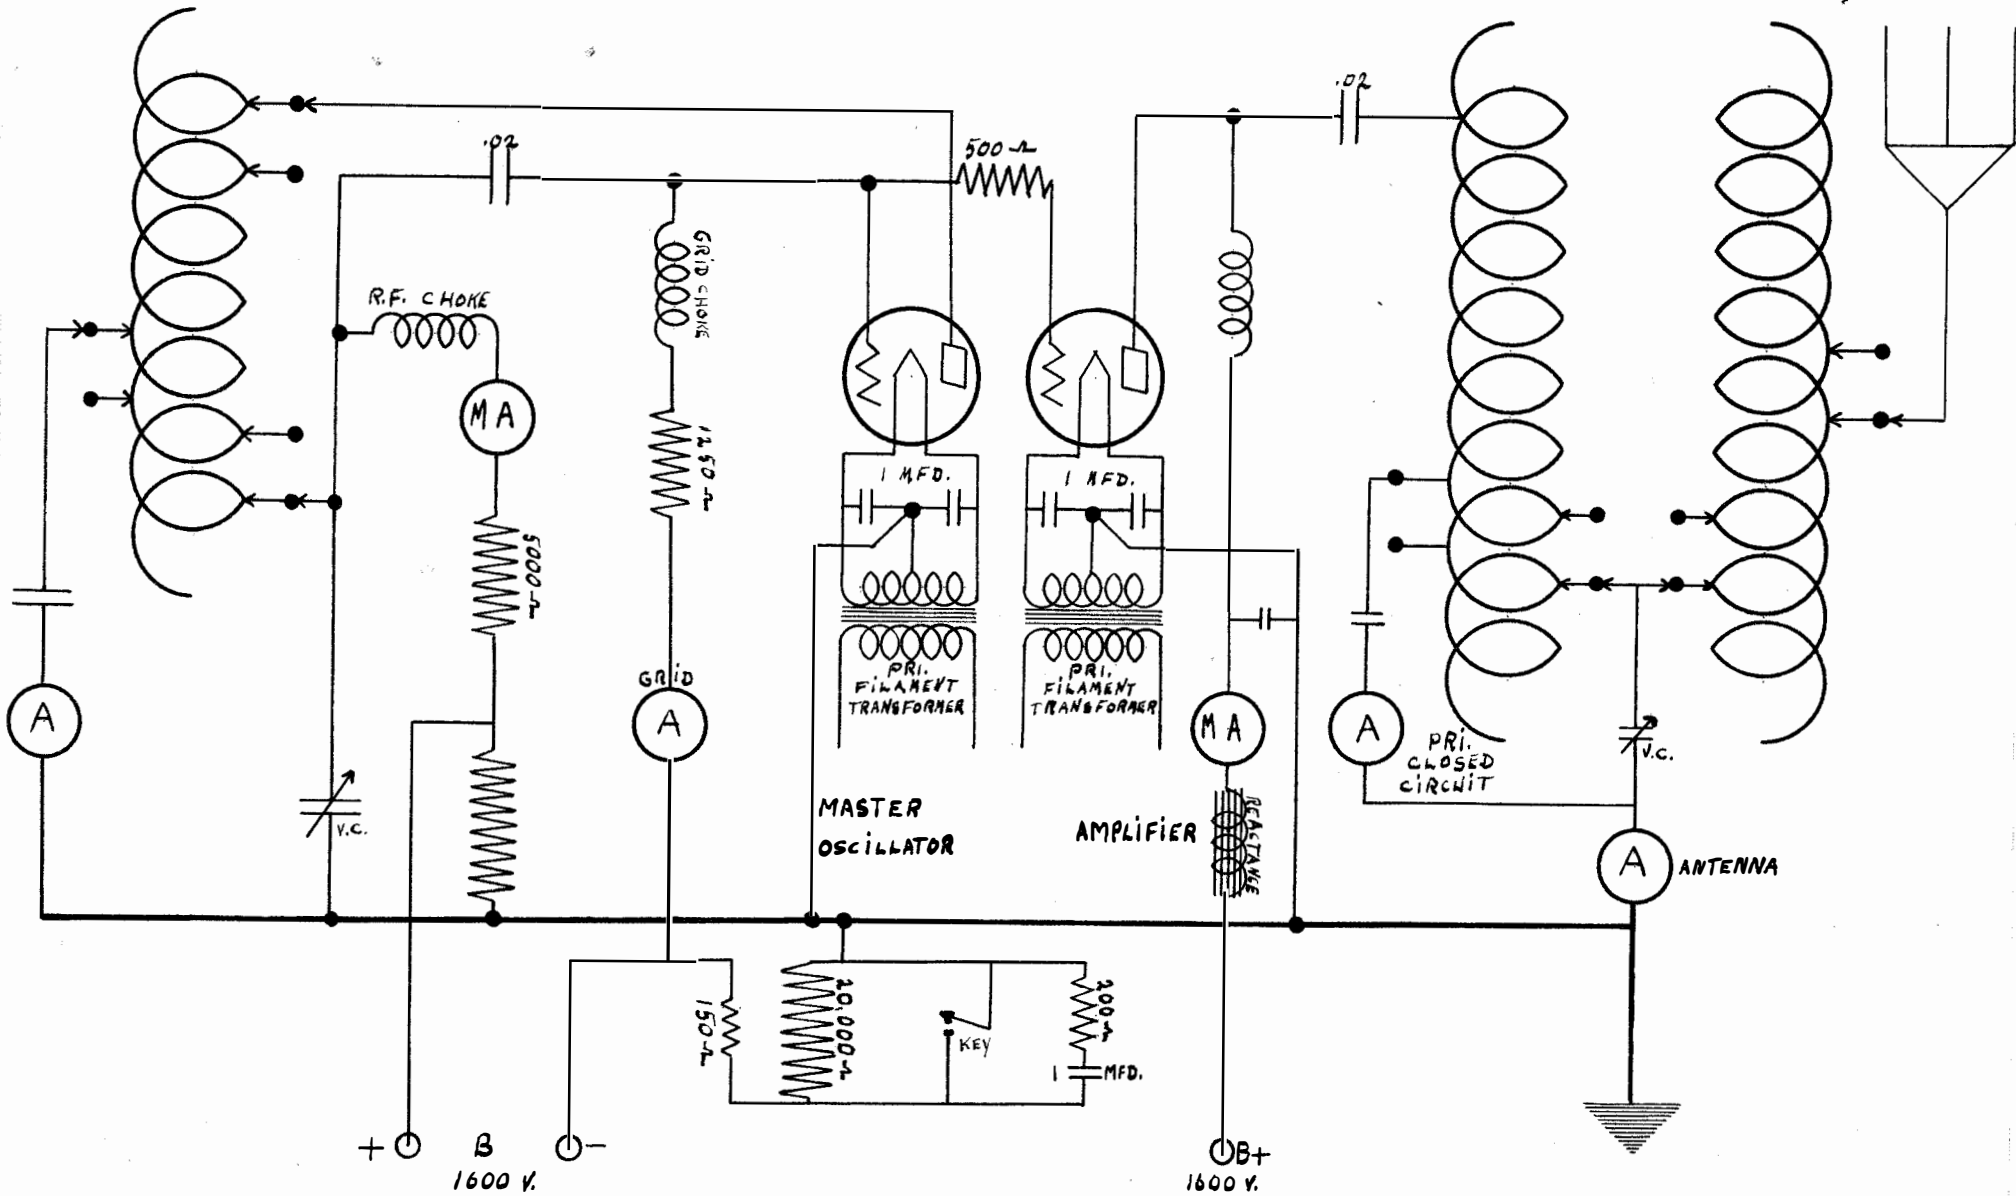 .02
.02
500 Ω
GRID CHOKE
R.F. CHOKE
MA
1250 Ω
5000 Ω
1 MFD.
1 MFD.
GRID
PRI.
FILAMENT
TRANSFORMER
PRI.
FILAMENT
TRANSFORMER
A
A
MA
A
PRI.
CLOSED
CIRCUIT
V.C.
V.C.
MASTER
OSCILLATOR
AMPLIFIER
REACTANCE
A
ANTENNA
150 Ω
20,000 Ω
KEY
200 Ω
1 MFD.
+ B -
1600 V.
B+
1600 V.